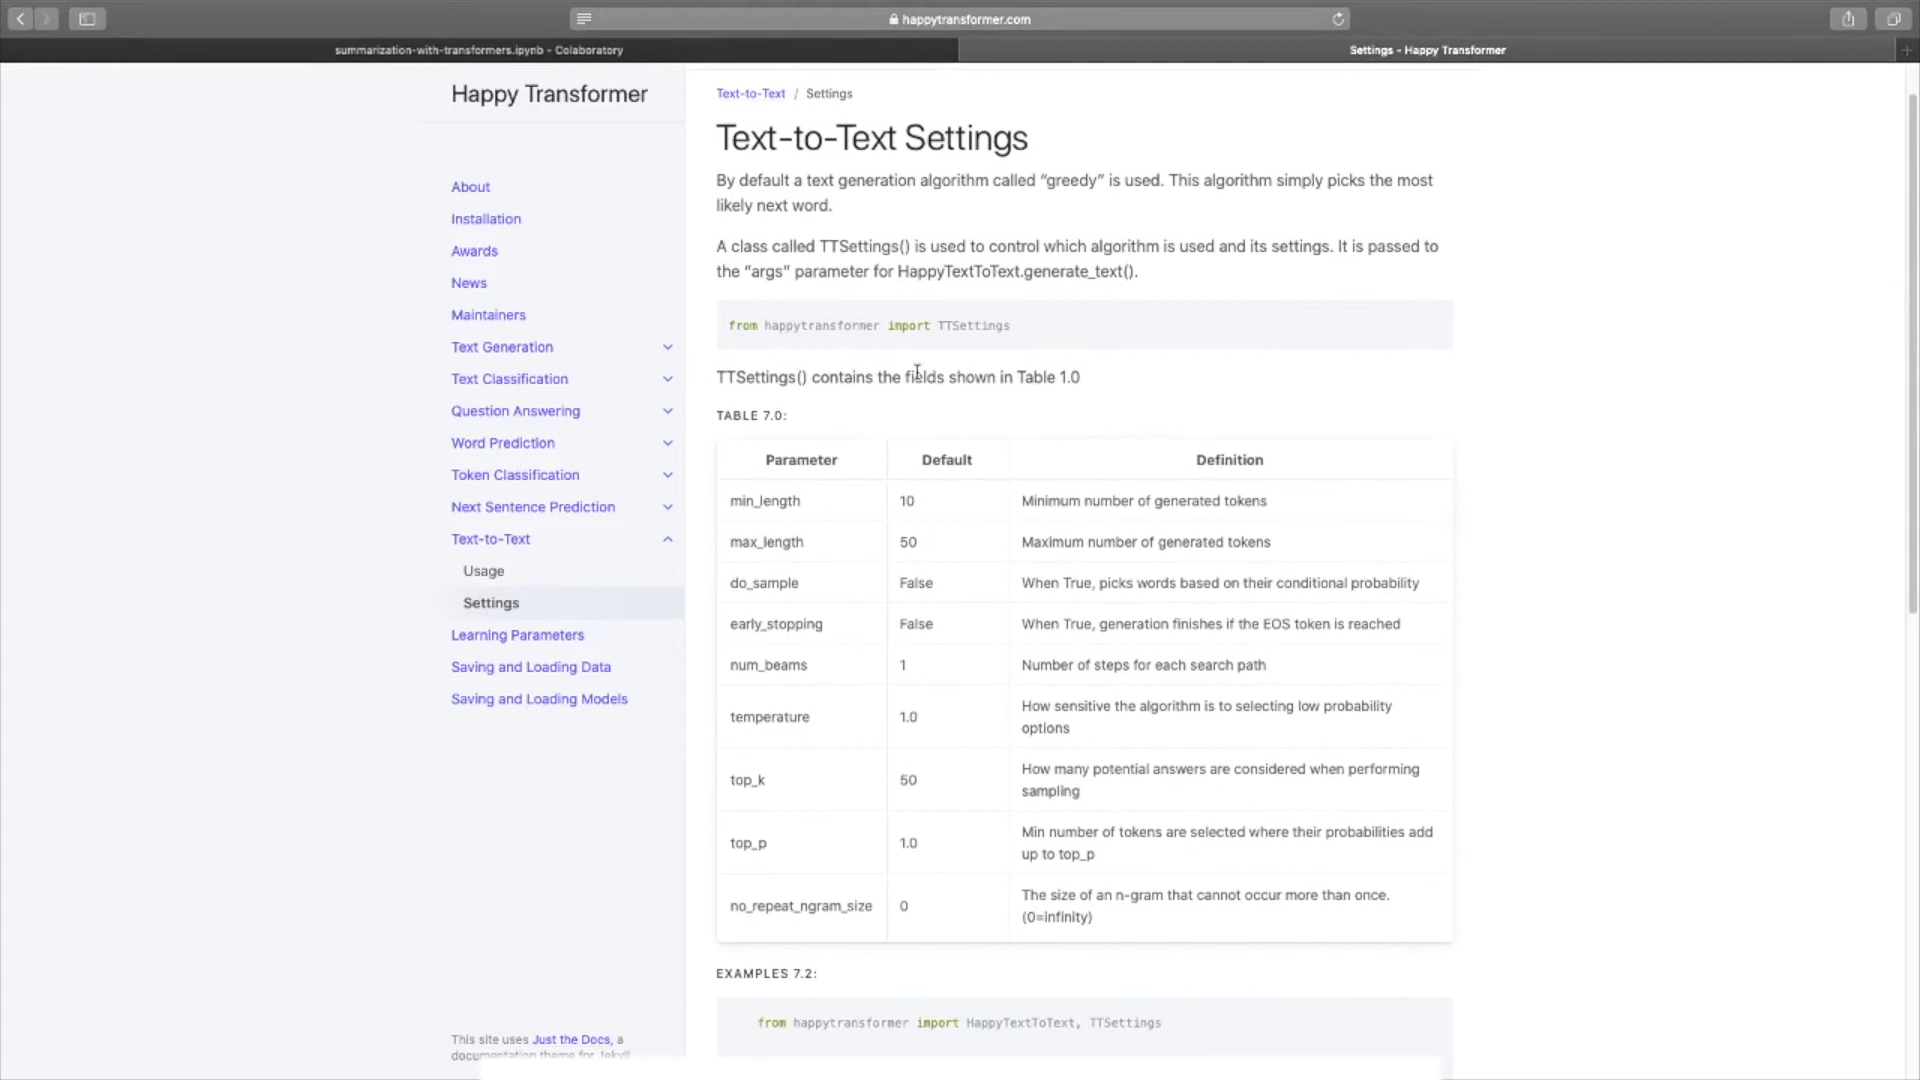 happytransformer.com
summarization-with-transformers.ipynb - Colaboratory
Settings - Happy Transformer
Happy Transformer
About
Installation
Awards
News
Maintainers
Text Generation
Text Classification
Question Answering
Word Prediction
Token Classification
Next Sentence Prediction
Text-to-Text
Usage
Settings
Learning Parameters
Saving and Loading Data
Saving and Loading Models
This site uses Just the Docs, a
documentation theme for Jekyll.
Text-to-Text / Settings
Text-to-Text Settings
By default a text generation algorithm called “greedy” is used. This algorithm simply picks the most
likely next word.
A class called TTSettings() is used to control which algorithm is used and its settings. It is passed to
the “args” parameter for HappyTextToText.generate_text().
from happytransformer import TTSettings
TTSettings() contains the fields shown in Table 1.0
TABLE 7.0:
Parameter Default Definition
min_length 10 Minimum number of generated tokens
max_length 50 Maximum number of generated tokens
do_sample False When True, picks words based on their conditional probability
early_stopping False When True, generation finishes if the EOS token is reached
num_beams 1 Number of steps for each search path
temperature 1.0 How sensitive the algorithm is to selecting low probability
options
top_k 50 How many potential answers are considered when performing
sampling
top_p 1.0 Min number of tokens are selected where their probabilities add
up to top_p
no_repeat_ngram_size 0 The size of an n-gram that cannot occur more than once.
(0=infinity)
EXAMPLES 7.2:
from happytransformer import HappyTextToText, TTSettings